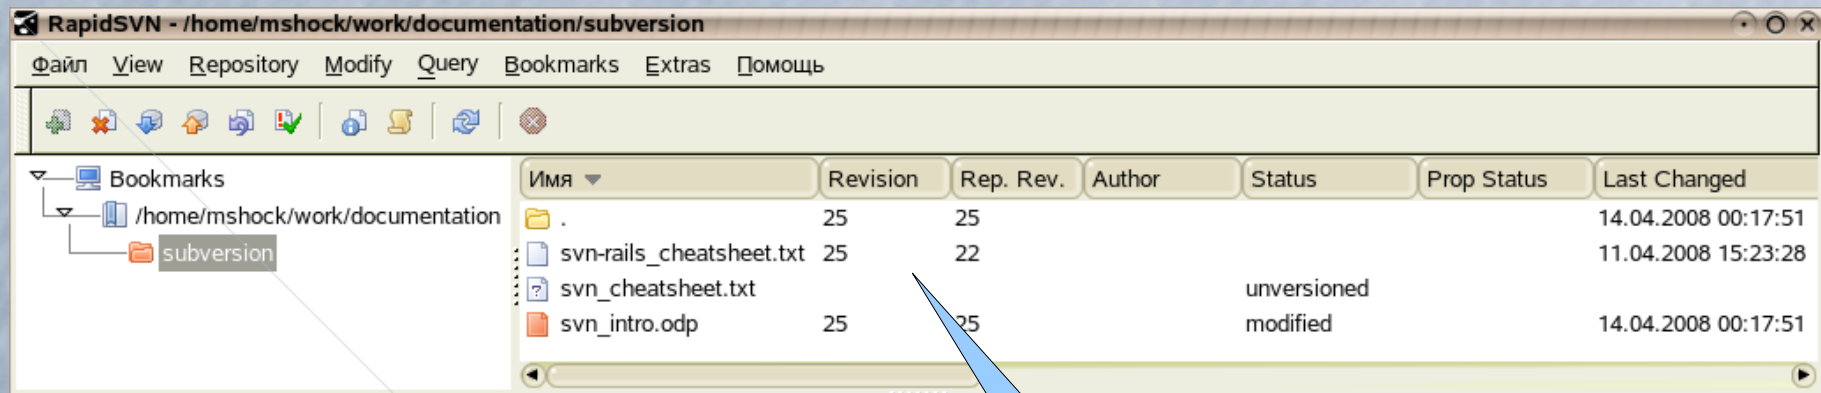 RapidSVN - /home/mshock/work/documentation/subversion
Файл View Repository Modify Query Bookmarks Extras Помощь
Bookmarks
/home/mshock/work/documentation
subversion
Имя Revision Rep. Rev. Author Status Prop Status Last Changed
. 25 25 14.04.2008 00:17:51
svn-rails_cheatsheet.txt 25 22 11.04.2008 15:23:28
svn_cheatsheet.txt unversioned
svn_intro.odp 25 25 modified 14.04.2008 00:17:51